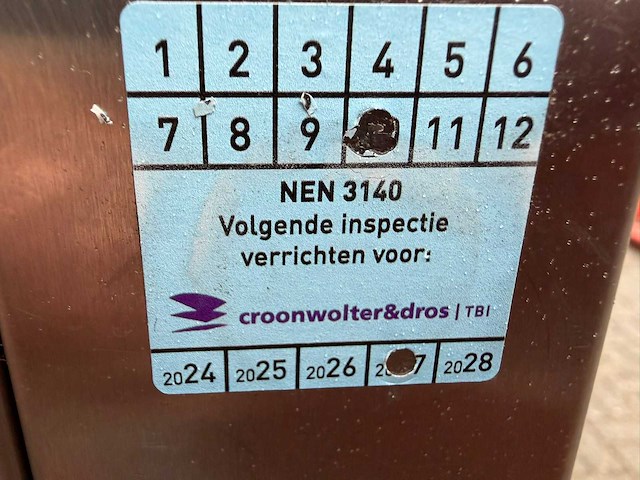 1 2 3 4 5 6
7 8 9 11 12
NEN 3140
Volgende inspectie
verrichten voor:
croonwolter&dros | TBI
2024 2025 2026 2028